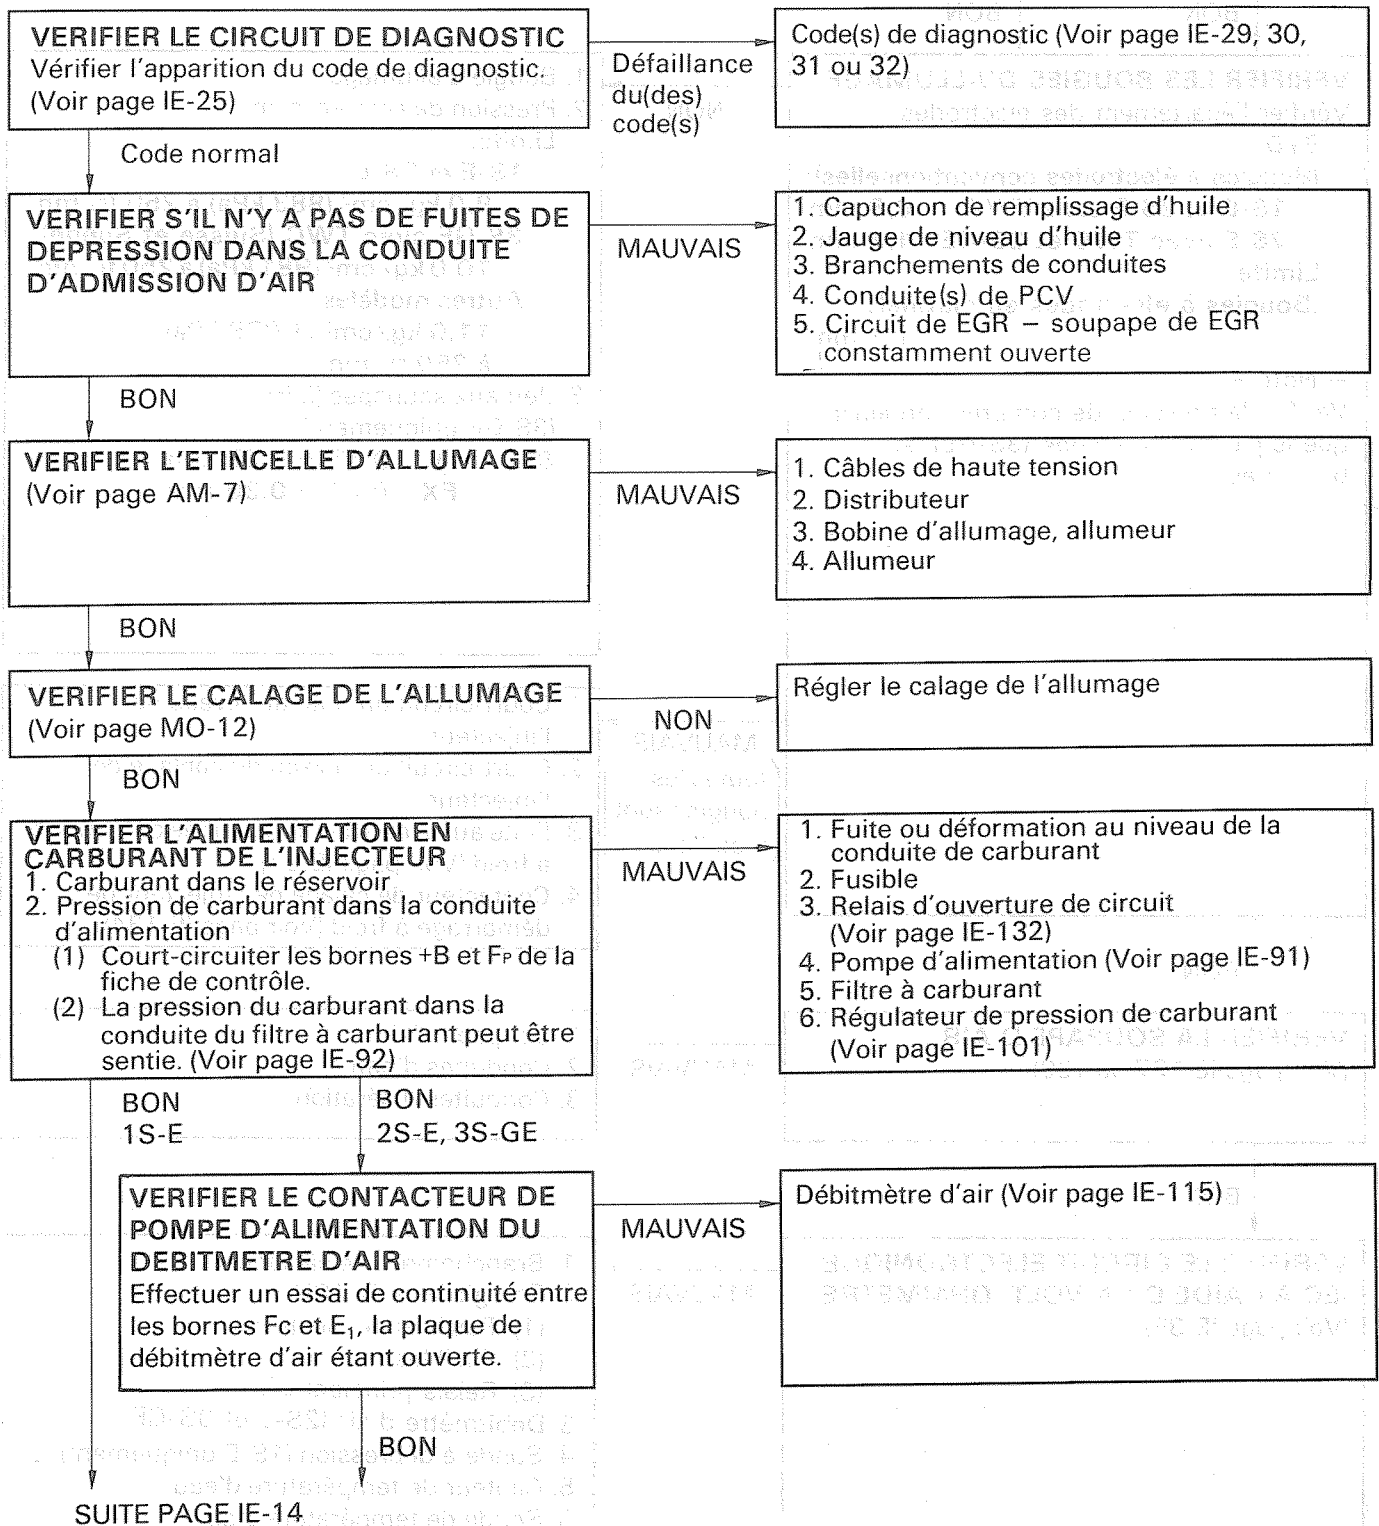 VERIFIER LE CIRCUIT DE DIAGNOSTIC
Vérifier l'apparition du code de diagnostic.
(Voir page IE-25)
Défaillance
du(des)
code(s)
Code(s) de diagnostic (Voir page IE-29, 30,
31 ou 32)
Code normal
VERIFIER S'IL N'Y A PAS DE FUITES DE
DEPRESSION DANS LA CONDUITE
D'ADMISSION D'AIR
MAUVAIS
1. Capuchon de remplissage d'huile
2. Jauge de niveau d'huile
3. Branchements de conduites
4. Conduite(s) de PCV
5. Circuit de EGR – soupape de EGR
constamment ouverte
BON
VERIFIER L'ETINCELLE D'ALLUMAGE
(Voir page AM-7)
MAUVAIS
1. Câbles de haute tension
2. Distributeur
3. Bobine d'allumage, allumeur
4. Allumeur
BON
VERIFIER LE CALAGE DE L'ALLUMAGE
(Voir page MO-12)
NON
Régler le calage de l'allumage
BON
VERIFIER L'ALIMENTATION EN
CARBURANT DE L'INJECTEUR
1. Carburant dans le réservoir
2. Pression de carburant dans la conduite
d'alimentation
(1) Court-circuiter les bornes +B et FP de la
fiche de contrôle.
(2) La pression du carburant dans la
conduite du filtre à carburant peut être
sentie. (Voir page IE-92)
MAUVAIS
1. Fuite ou déformation au niveau de la
conduite de carburant
2. Fusible
3. Relais d'ouverture de circuit
(Voir page IE-132)
4. Pompe d'alimentation (Voir page IE-91)
5. Filtre à carburant
6. Régulateur de pression de carburant
(Voir page IE-101)
BON
1S-E
BON
2S-E, 3S-GE
VERIFIER LE CONTACTEUR DE
POMPE D'ALIMENTATION DU
DEBITMETRE D'AIR
Effectuer un essai de continuité entre
les bornes Fc et E₁, la plaque de
débitmètre d'air étant ouverte.
MAUVAIS
Débitmètre d'air (Voir page IE-115)
BON
SUITE PAGE IE-14